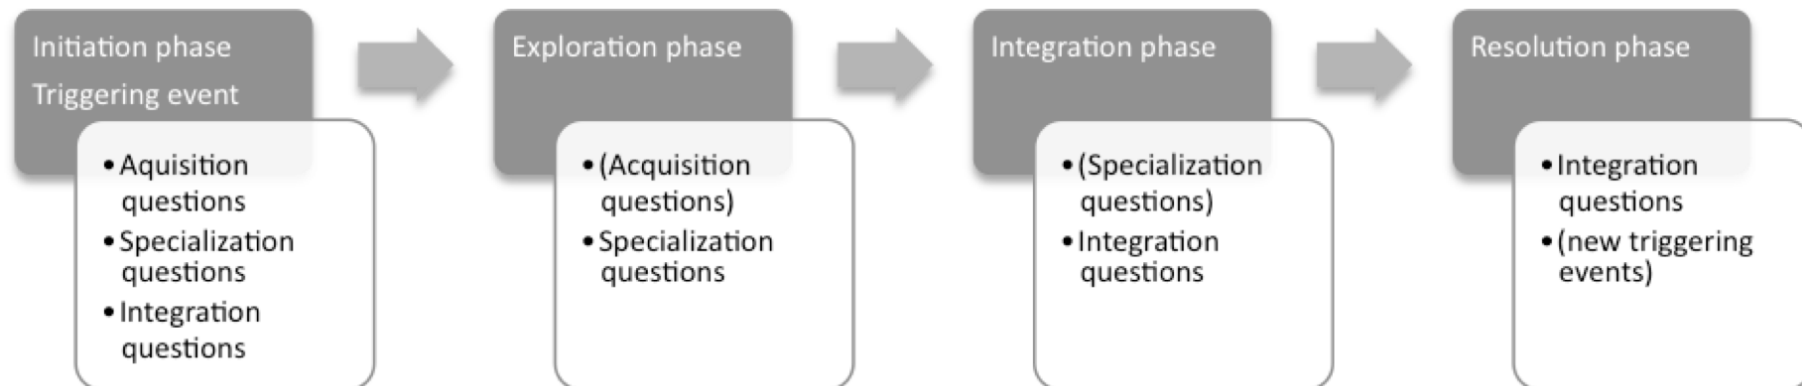 Initiation phase
Triggering event
• Aquisition
questions
• Specialization
questions
• Integration
questions
Exploration phase
• (Acquisition
questions)
• Specialization
questions
Integration phase
• (Specialization
questions)
• Integration
questions
Resolution phase
• Integration
questions
• (new triggering
events)